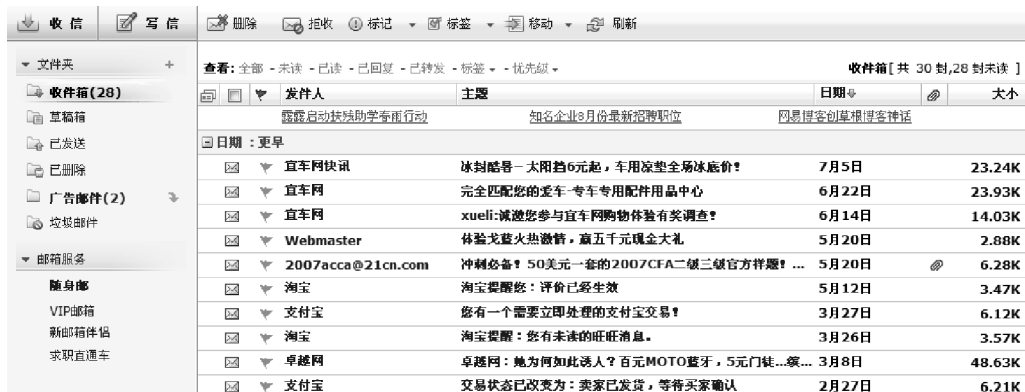 收 信 写 信 删除 拒收 标记 标签 移动 刷新
文件夹 +
收件箱(28)
草稿箱
已发送
已删除
广告邮件(2)
垃圾邮件
邮箱服务
随身邮
VIP邮箱
新邮箱伴侣
求职直通车
查看: 全部 - 未读 - 已读 - 已回复 - 已转发 - 标签 - 优先级 收件箱[ 共 30 封,28 封未读 ]
发件人 主题 日期 大小
露露启动扶残助学春雨行动 知名企业8月份最新招聘职位 网易博客创草根博客神话
日期 : 更早
宜车网快讯 冰封酷暑-太阳挡6元起,车用凉垫全场冰底价! 7月5日 23.24K
宜车网 完全匹配您的爱车-专车专用配件用品中心 6月22日 23.93K
宜车网 xueli:诚邀您参与宜车网购物体验有奖调查! 6月14日 14.03K
Webmaster 体验戈蓝火热激情,赢五千元现金大礼 5月20日 2.88K
2007acca@21cn.com 冲刺必备! 50美元一套的2007CFA二级三级官方样题! ... 5月20日 6.28K
淘宝 淘宝提醒您:评价已经生效 5月12日 3.47K
支付宝 您有一个需要立即处理的支付宝交易! 3月27日 6.12K
淘宝 淘宝提醒:您有未读的旺旺消息。 3月26日 3.57K
卓越网 卓越网:她为何如此诱人?百元MOTO蓝牙,5元门徒...缤... 3月8日 48.63K
支付宝 交易状态已改变为:卖家已发货,等待买家确认 2月27日 6.21K